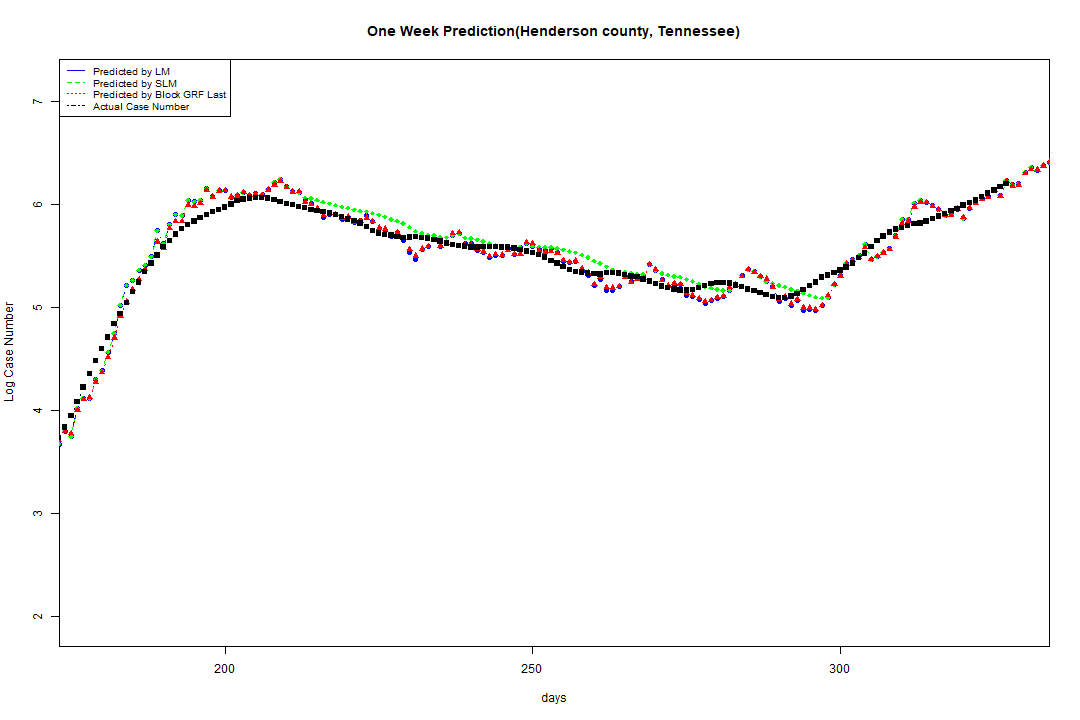 One Week Prediction(Henderson county, Tennessee)
Predicted by LM
Predicted by SLM
Predicted by Block GRF Last
Actual Case Number
7
6
5
4
3
2
Log Case Number
200
250
300
days